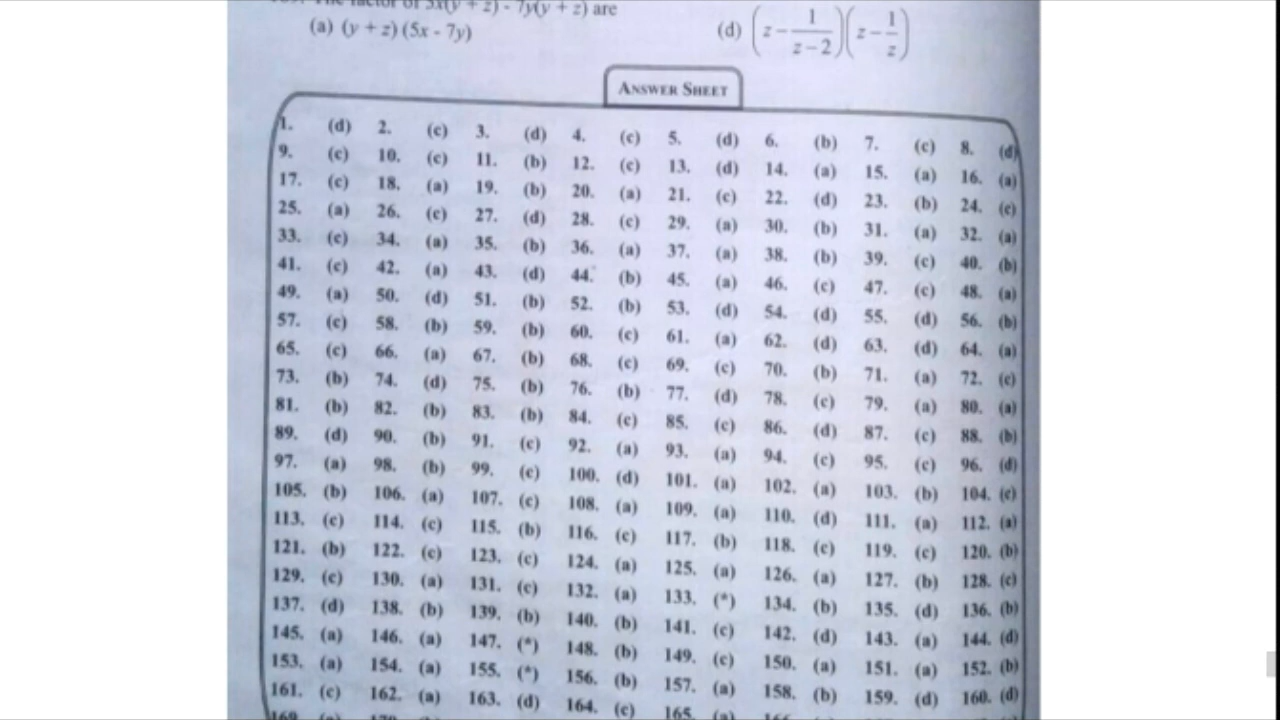 The factor of 5x(y + z) - 7y(y + z) are
(a) (y + z) (5x - 7y)
(d) (z - 1/(z - 2)) (z - 1/z)
ANSWER SHEET
1. (d) 2. (c) 3. (d) 4. (c) 5. (d) 6. (b) 7. (c) 8. (d)
9. (c) 10. (c) 11. (b) 12. (c) 13. (d) 14. (a) 15. (a) 16. (a)
17. (c) 18. (a) 19. (b) 20. (a) 21. (c) 22. (d) 23. (b) 24. (c)
25. (a) 26. (c) 27. (d) 28. (c) 29. (a) 30. (b) 31. (a) 32. (a)
33. (c) 34. (a) 35. (b) 36. (a) 37. (a) 38. (b) 39. (c) 40. (b)
41. (c) 42. (a) 43. (d) 44. (b) 45. (a) 46. (c) 47. (c) 48. (a)
49. (a) 50. (d) 51. (b) 52. (b) 53. (d) 54. (d) 55. (d) 56. (b)
57. (c) 58. (b) 59. (b) 60. (c) 61. (a) 62. (d) 63. (d) 64. (a)
65. (c) 66. (a) 67. (b) 68. (c) 69. (c) 70. (b) 71. (a) 72. (c)
73. (b) 74. (d) 75. (b) 76. (b) 77. (d) 78. (c) 79. (a) 80. (a)
81. (b) 82. (b) 83. (b) 84. (c) 85. (c) 86. (d) 87. (c) 88. (b)
89. (d) 90. (b) 91. (c) 92. (a) 93. (a) 94. (c) 95. (c) 96. (d)
97. (a) 98. (b) 99. (c) 100. (d) 101. (a) 102. (a) 103. (b) 104. (c)
105. (b) 106. (a) 107. (c) 108. (a) 109. (a) 110. (d) 111. (a) 112. (a)
113. (c) 114. (c) 115. (b) 116. (c) 117. (b) 118. (c) 119. (c) 120. (b)
121. (b) 122. (c) 123. (c) 124. (a) 125. (a) 126. (a) 127. (b) 128. (c)
129. (c) 130. (a) 131. (c) 132. (a) 133. (*) 134. (b) 135. (d) 136. (b)
137. (d) 138. (b) 139. (b) 140. (b) 141. (c) 142. (d) 143. (a) 144. (d)
145. (a) 146. (a) 147. (*) 148. (b) 149. (c) 150. (a) 151. (a) 152. (b)
153. (a) 154. (a) 155. (*) 156. (b) 157. (a) 158. (b) 159. (d) 160. (d)
161. (c) 162. (a) 163. (d) 164. (c) 165. (a)